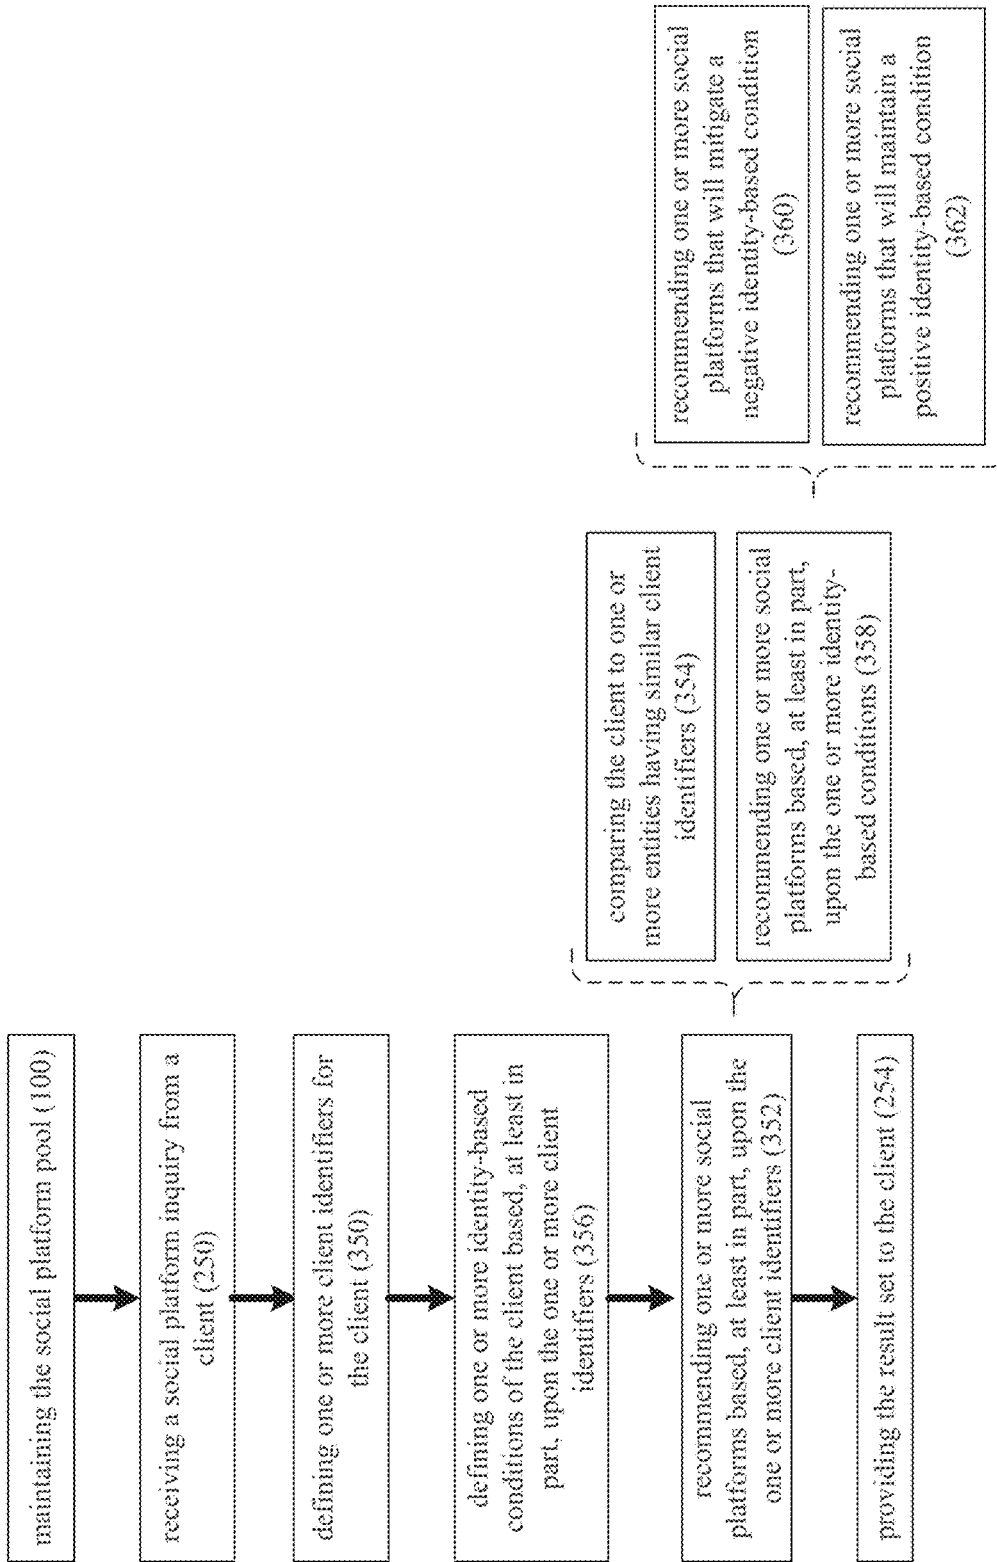 maintaining the social platform pool (100)
receiving a social platform inquiry from a
client (250)
defining one or more client identifiers for
the client (350)
defining one or more identity-based
conditions of the client based, at least in
part, upon the one or more client
identifiers (356)
recommending one or more social
platforms based, at least in part, upon the
one or more client identifiers (352)
providing the result set to the client (254)
comparing the client to one or
more entities having similar client
identifiers (354)
recommending one or more social
platforms based, at least in part,
upon the one or more identity-
based conditions (358)
recommending one or more social
platforms that will mitigate a
negative identity-based condition
(360)
recommending one or more social
platforms that will maintain a
positive identity-based condition
(362)